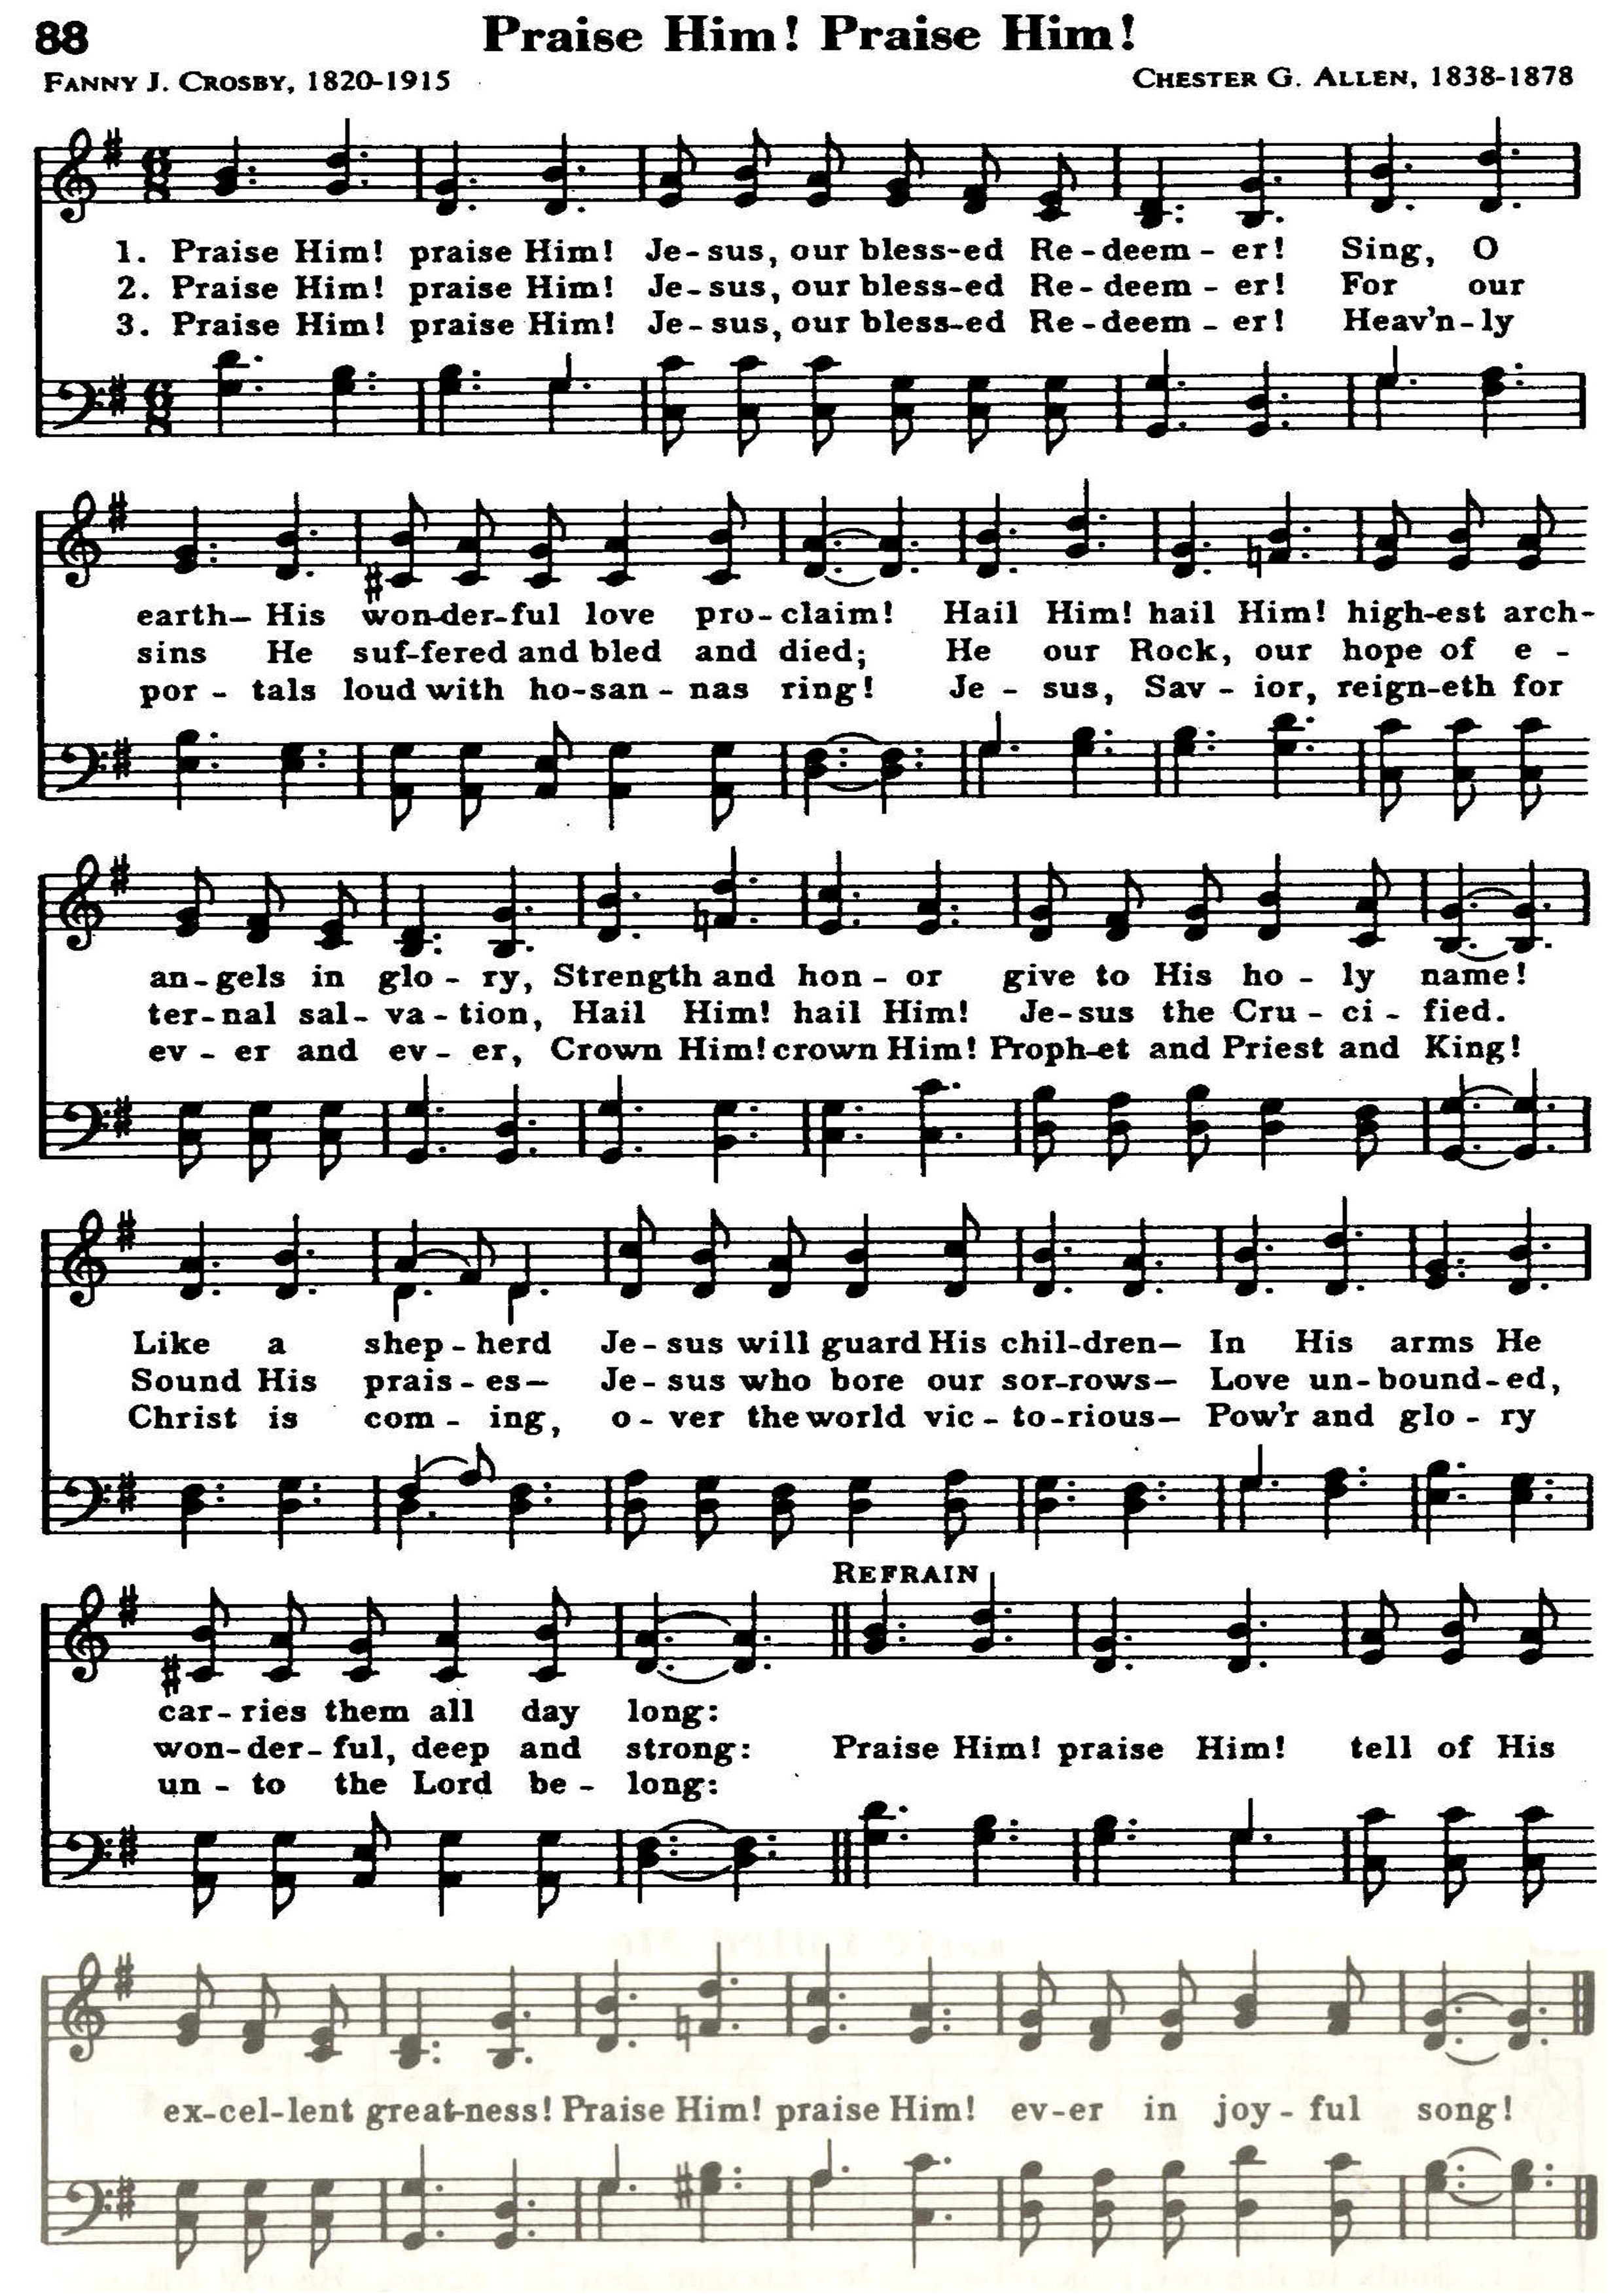 88 Praise Him! Praise Him!
FANNY J. CROSBY, 1820-1915 CHESTER G. ALLEN, 1838-1878
1. Praise Him! praise Him! Je-sus, our bless-ed Re-deem-er! Sing, O
2. Praise Him! praise Him! Je-sus, our bless-ed Re-deem-er! For our
3. Praise Him! praise Him! Je-sus, our bless-ed Re-deem-er! Heav'n-ly
earth— His won-der-ful love pro-claim! Hail Him! hail Him! high-est arch-
sins He suf-fered and bled and died; He our Rock, our hope of e-
por-tals loud with ho-san-nas ring! Je-sus, Sav-ior, reign-eth for
an-gels in glo-ry, Strength and hon-or give to His ho-ly name!
ter-nal sal-va-tion, Hail Him! hail Him! Je-sus the Cru-ci-fied.
ev-er and ev-er, Crown Him! crown Him! Proph-et and Priest and King!
Like a shep-herd Je-sus will guard His chil-dren— In His arms He
Sound His prais-es— Je-sus who bore our sor-rows— Love un-bound-ed,
Christ is com-ing, o-ver the world vic-to-rious— Pow'r and glo-ry
REFRAIN
car-ries them all day long:
won-der-ful, deep and strong: Praise Him! praise Him! tell of His
un-to the Lord be-long:
ex-cel-lent great-ness! Praise Him! praise Him! ev-er in joy-ful song!